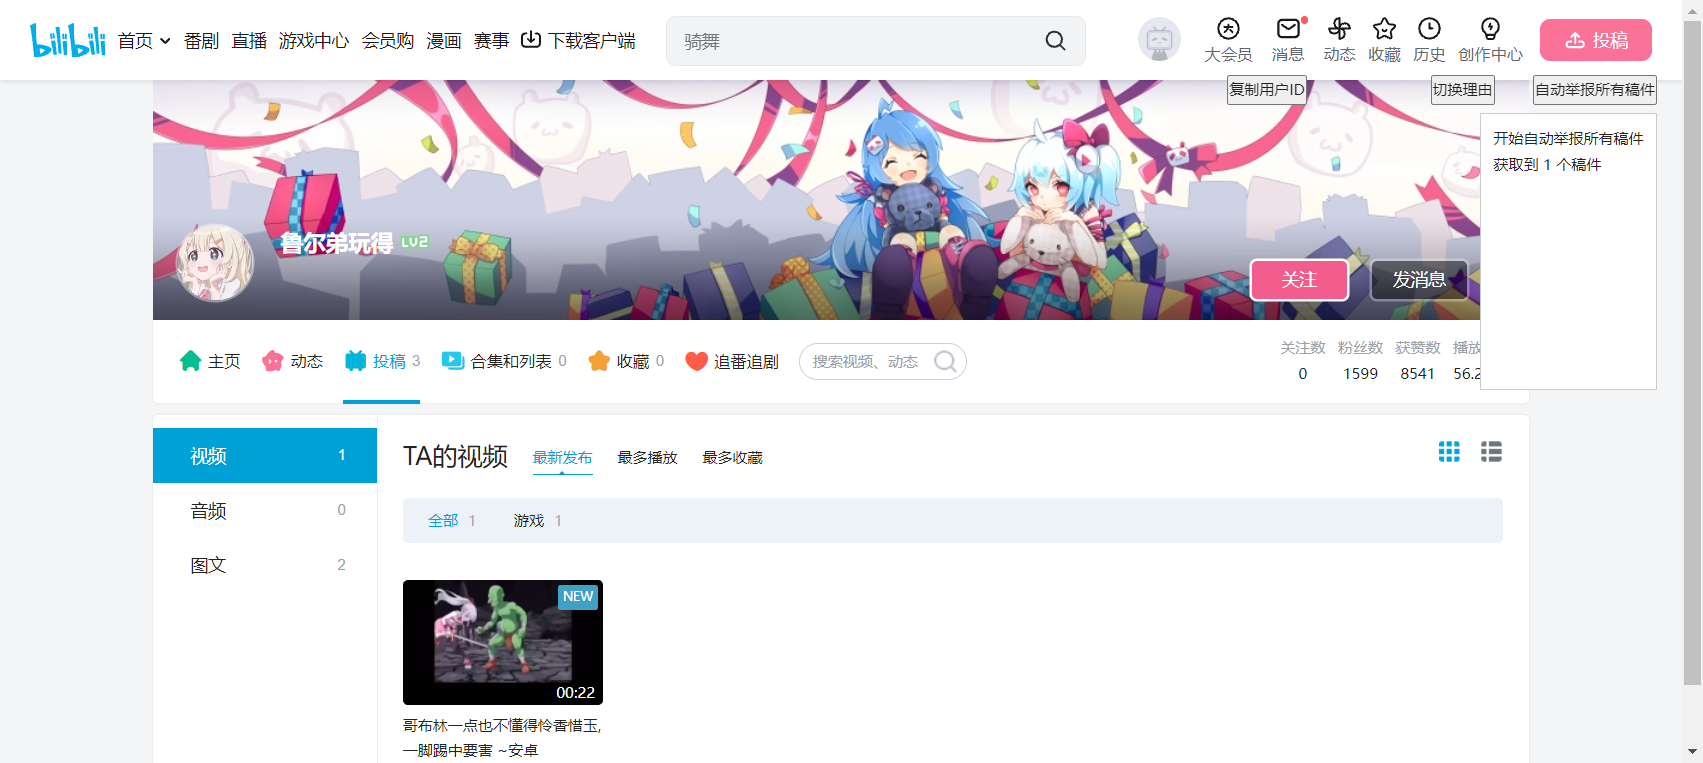 bilibili 首页 番剧 直播 游戏中心 会员购 漫画 赛事 下载客户端 骑舞 大会员 消息 动态 收藏 历史 创作中心 投稿
复制用户ID 切换理由 自动举报所有稿件
开始自动举报所有稿件
获取到 1 个稿件
鲁尔弟玩得 LV2
关注 发消息
主页 动态 投稿 3 合集和列表 0 收藏 0 追番追剧 搜索视频、动态
关注数 粉丝数 获赞数 播放
0 1599 8541 56.2
视频 1
音频 0
图文 2
TA的视频 最新发布 最多播放 最多收藏
全部 1 游戏 1
NEW
00:22
哥布林一点也不懂得怜香惜玉,
一脚踢中要害 ~安卓